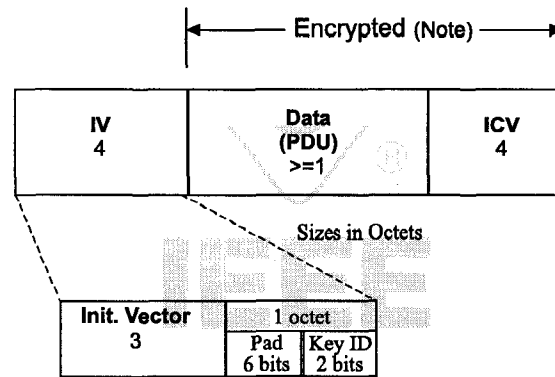 Encrypted (Note)
IV
4
Data
(PDU)
>=1
ICV
4
Sizes in Octets
Init. Vector
3
1 octet
Pad
6 bits
Key ID
2 bits
IEEE
®